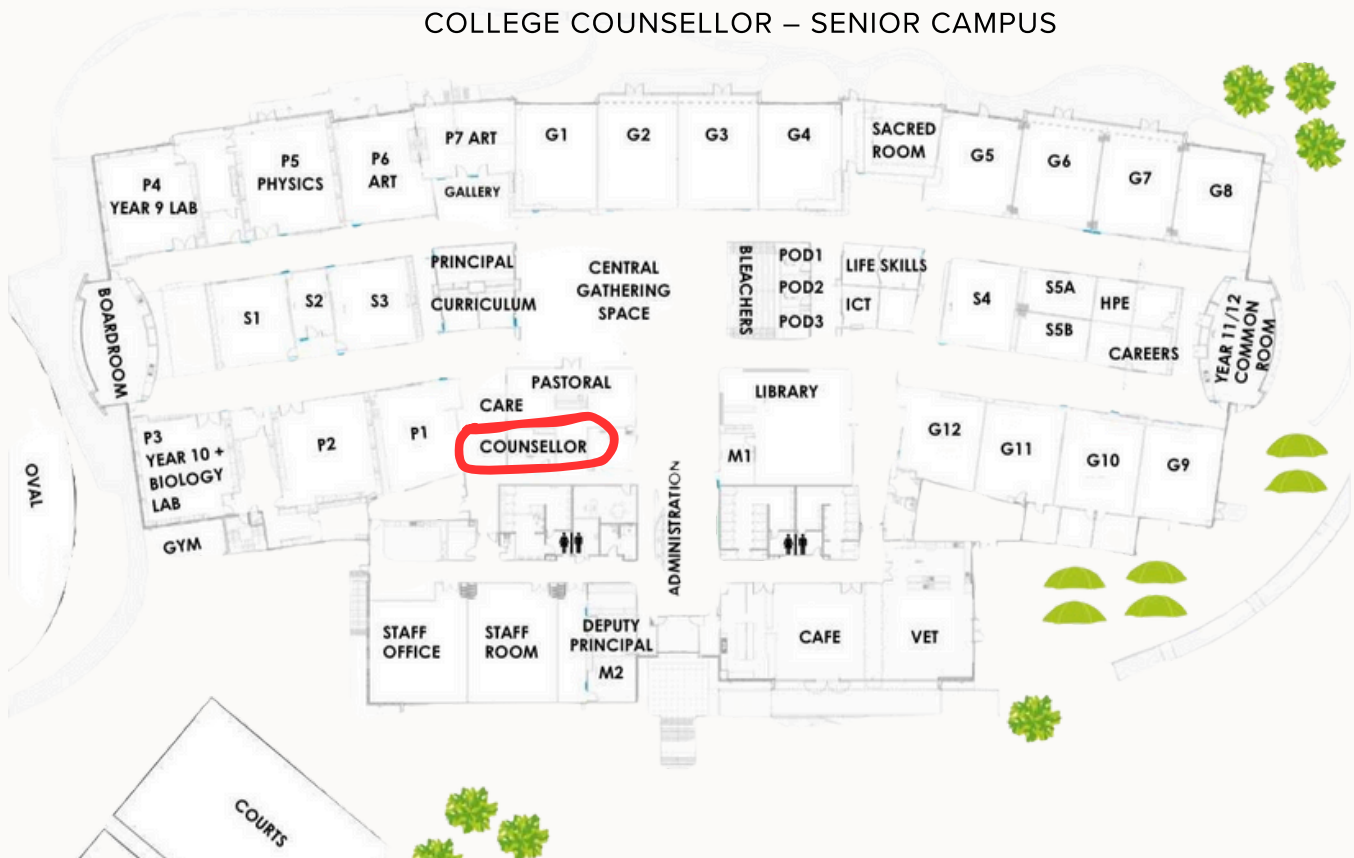 COLLEGE COUNSELLOR – SENIOR CAMPUS
P4
YEAR 9 LAB
P5
PHYSICS
P6
ART
P7 ART
GALLERY
G1
G2
G3
G4
SACRED
ROOM
G5
G6
G7
G8
BOARDROOM
S1
S2
S3
PRINCIPAL
CURRICULUM
CENTRAL
GATHERING
SPACE
BLEACHERS
POD1
POD2
POD3
LIFE SKILLS
ICT
S4
S5A
S5B
HPE
CAREERS
YEAR 11/12
COMMON
ROOM
OVAL
P3
YEAR 10 +
BIOLOGY
LAB
GYM
P2
P1
PASTORAL
CARE
COUNSELLOR
ADMINISTRATION
LIBRARY
M1
G12
G11
G10
G9
STAFF
OFFICE
STAFF
ROOM
DEPUTY
PRINCIPAL
M2
CAFE
VET
COURTS